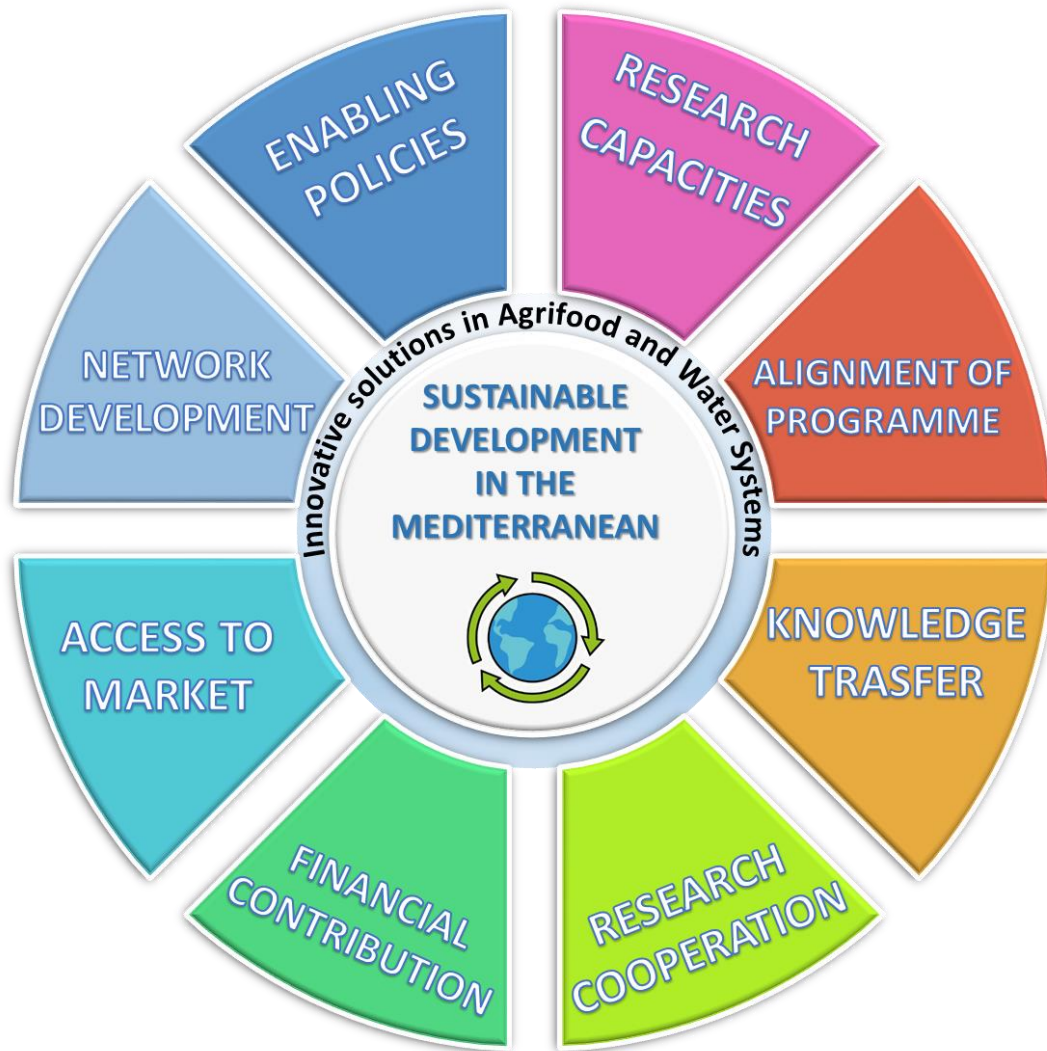 ENABLING
POLICIES
RESEARCH
CAPACITIES
ALIGNMENT OF
PROGRAMME
KNOWLEDGE
TRASFER
RESEARCH
COOPERATION
FINANCIAL
CONTRIBUTION
ACCESS TO
MARKET
NETWORK
DEVELOPMENT
Innovative solutions in Agrifood and Water Systems
SUSTAINABLE
DEVELOPMENT
IN THE
MEDITERRANEAN